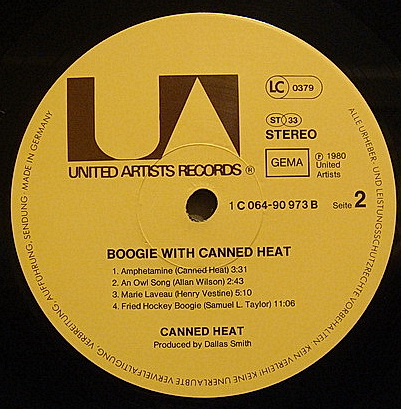 UA
LC 0379
ST 33
STEREO
GEMA
℗ 1980
United
Artists
UNITED ARTISTS RECORDS ®
1 C 064-90 973 B
Seite 2
BOOGIE WITH CANNED HEAT
1. Amphetamine (Canned Heat) 3:31
2. An Owl Song (Allan Wilson) 2:43
3. Marie Laveau (Henry Vestine) 5:10
4. Fried Hockey Boogie (Samuel L. Taylor) 11:06
CANNED HEAT
Produced by Dallas Smith
ALLE URHEBER- UND LEISTUNGSSCHUTZRECHTE VORBEHALTEN. KEIN VERLEIH! KEINE UNERLAUBTE VERVIELFÄLTIGUNG, VERBREITUNG, AUFFÜHRUNG, SENDUNG · MADE IN GERMANY